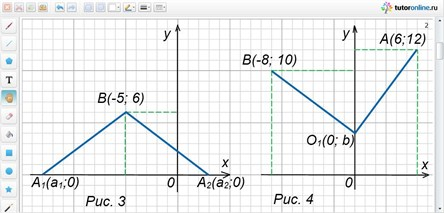 tutoronline.ru
2
y
B(-5; 6)
x
A₁(a₁;0)
0
A₂(a₂;0)
Рис. 3
y
A(6;12)
B(-8; 10)
O₁(0; b)
x
0
Рис. 4
T